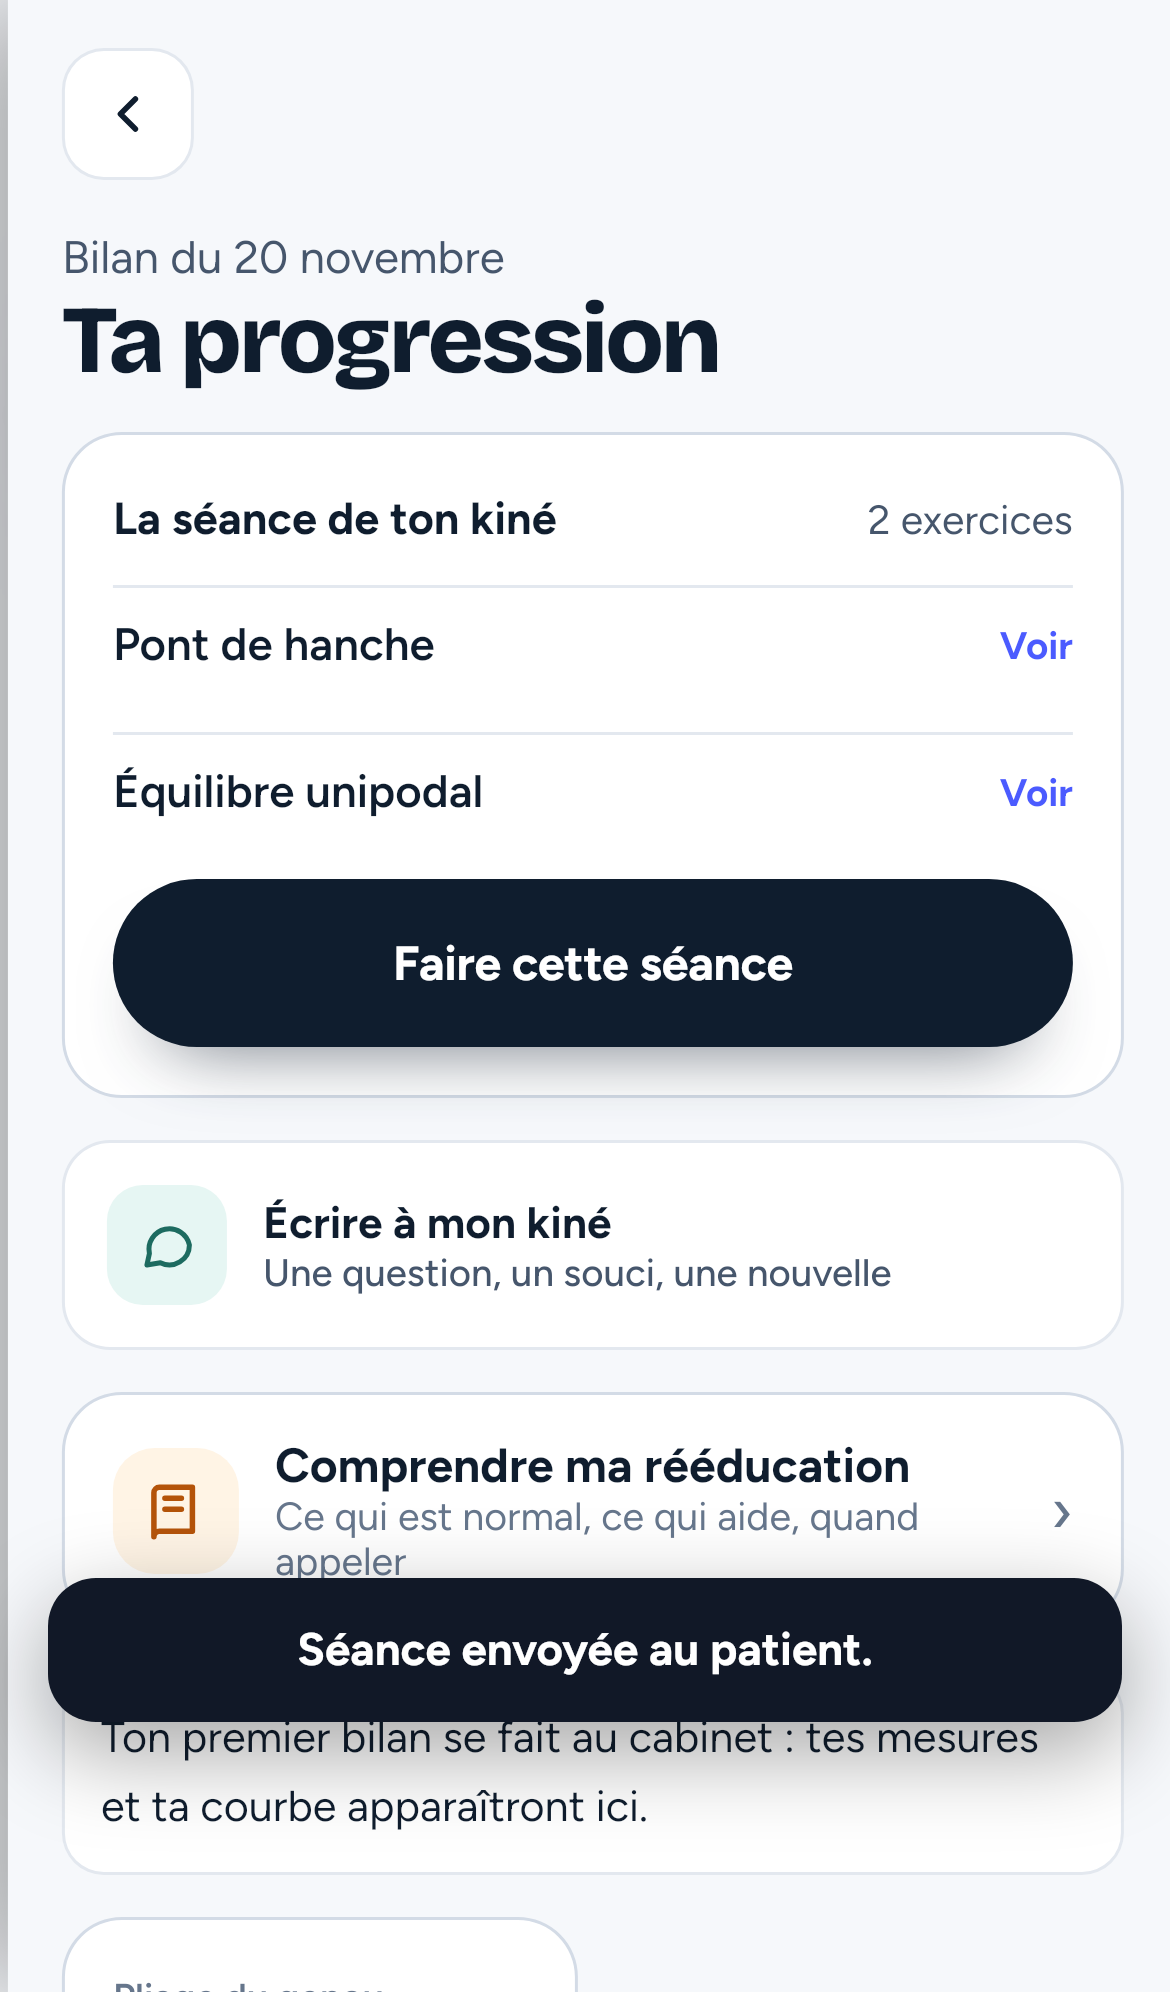 Bilan du 20 novembre
Ta progression
La séance de ton kiné
2 exercices
Pont de hanche
Voir
Équilibre unipodal
Voir
Faire cette séance
Écrire à mon kiné
Une question, un souci, une nouvelle
Comprendre ma rééducation
Ce qui est normal, ce qui aide, quand
appeler
Séance envoyée au patient.
Ton premier bilan se fait au cabinet : tes mesures
et ta courbe apparaîtront ici.